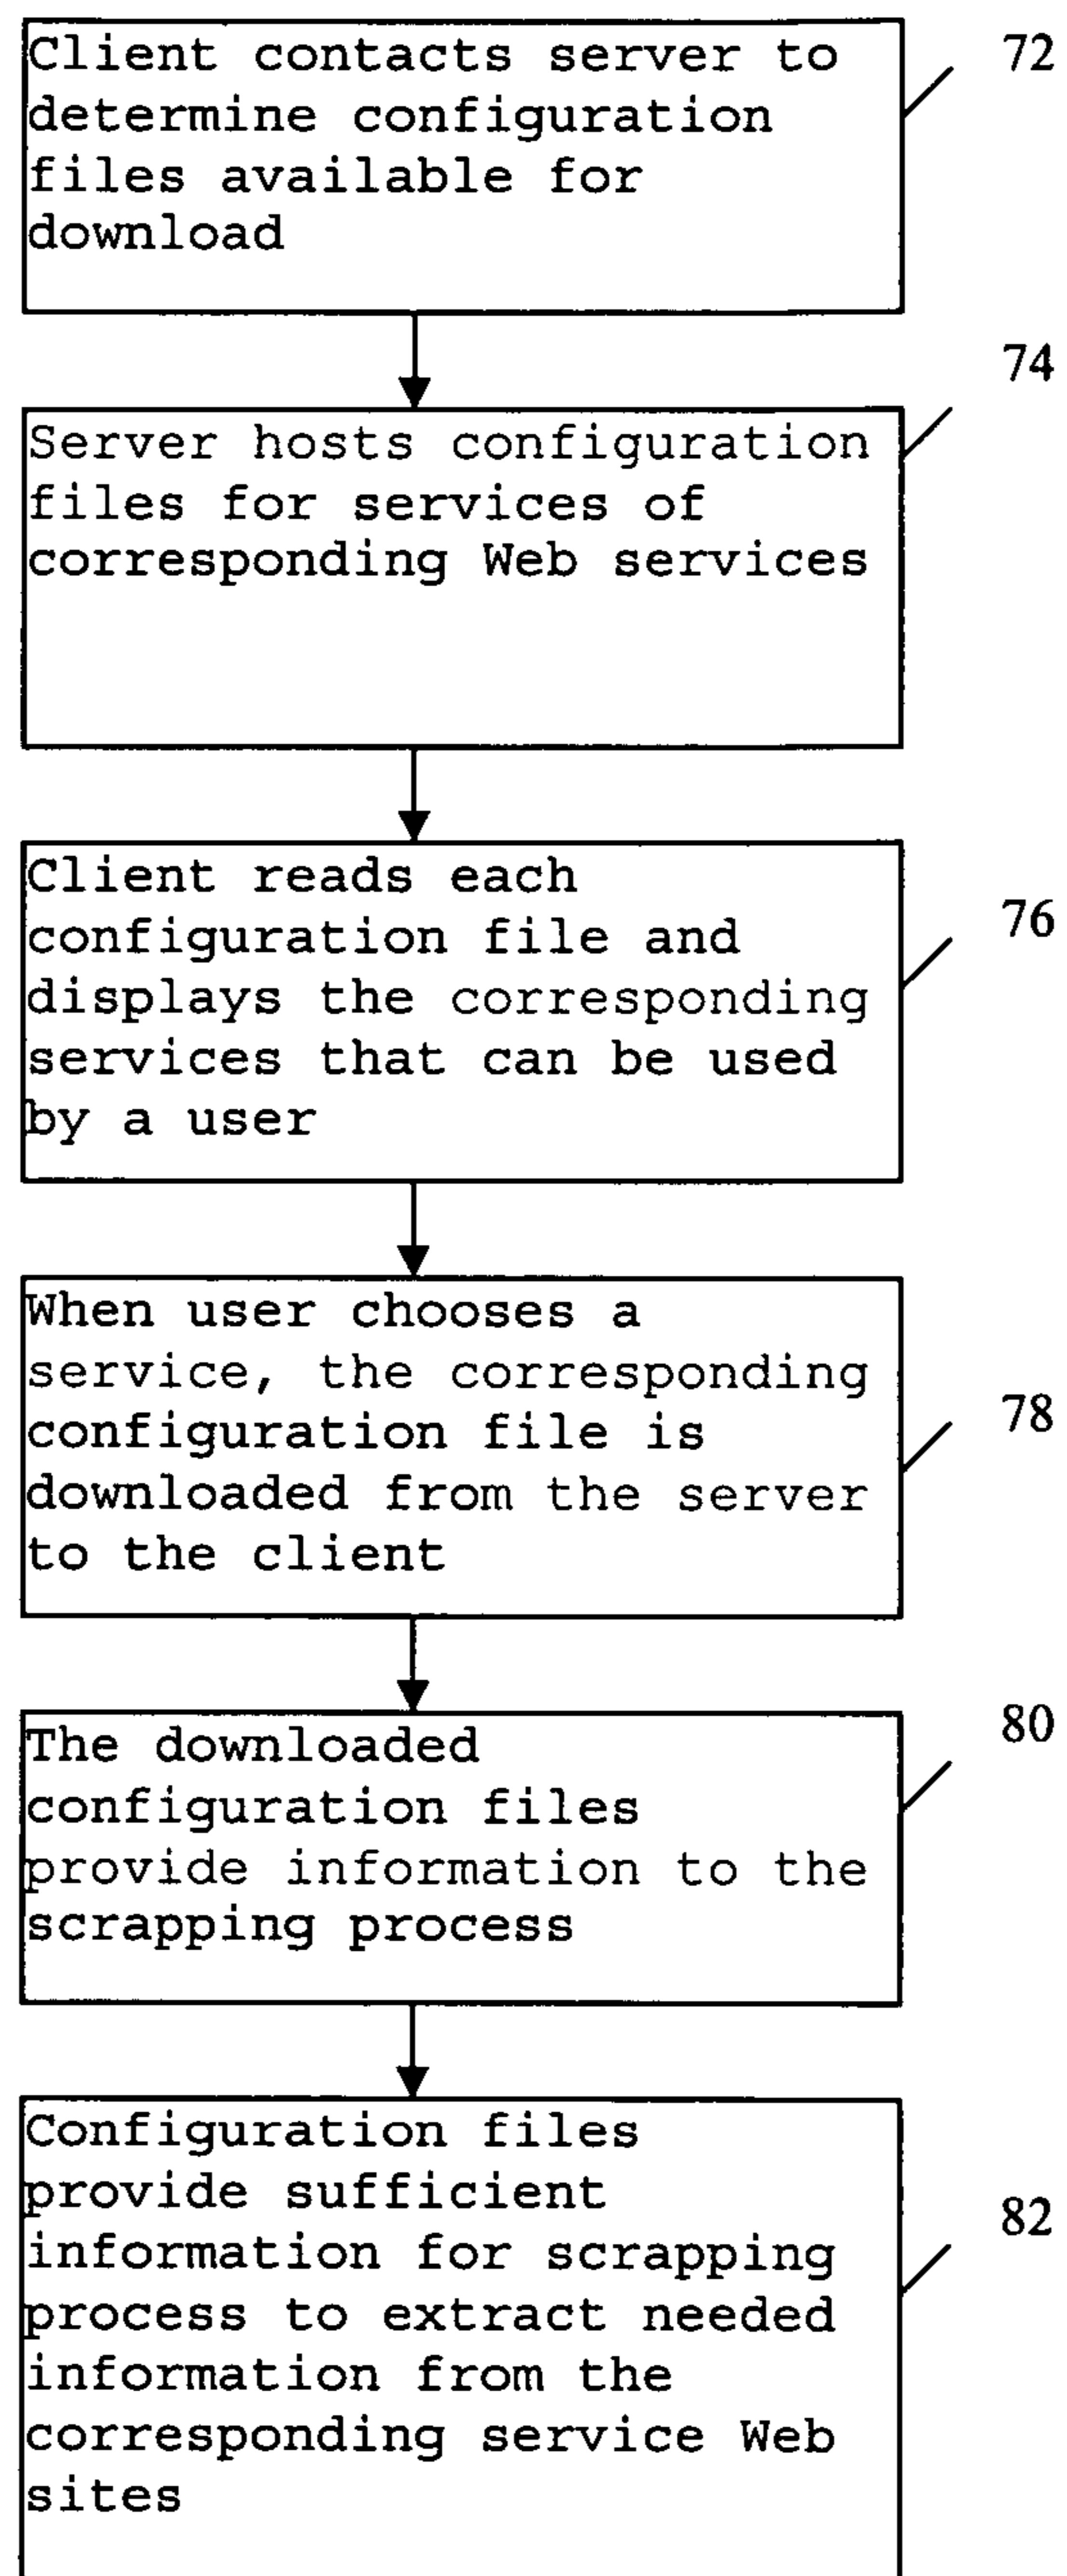 Client contacts server to
determine configuration
files available for
download
72
Server hosts configuration
files for services of
corresponding Web services
74
Client reads each
configuration file and
displays the corresponding
services that can be used
by a user
76
When user chooses a
service, the corresponding
configuration file is
downloaded from the server
to the client
78
The downloaded
configuration files
provide information to the
scrapping process
80
Configuration files
provide sufficient
information for scrapping
process to extract needed
information from the
corresponding service Web
sites
82